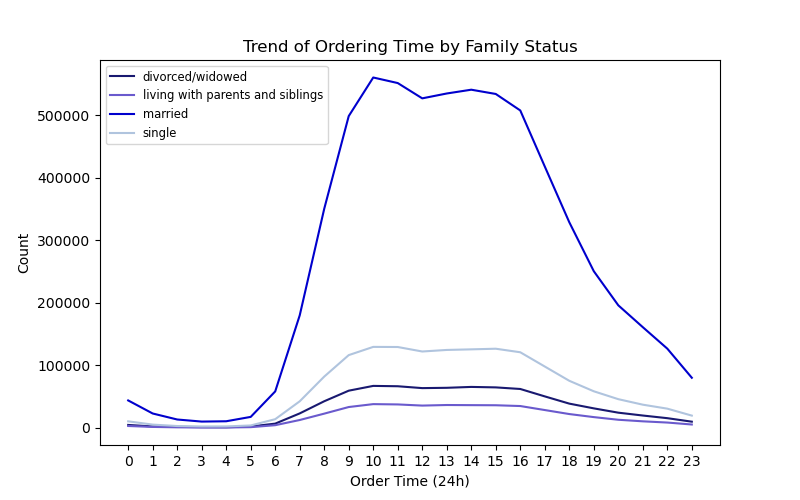 Trend of Ordering Time by Family Status
divorced/widowed
living with parents and siblings
married
single
Count
500000
400000
300000
200000
100000
0
0 1 2 3 4 5 6 7 8 9 10 11 12 13 14 15 16 17 18 19 20 21 22 23
Order Time (24h)